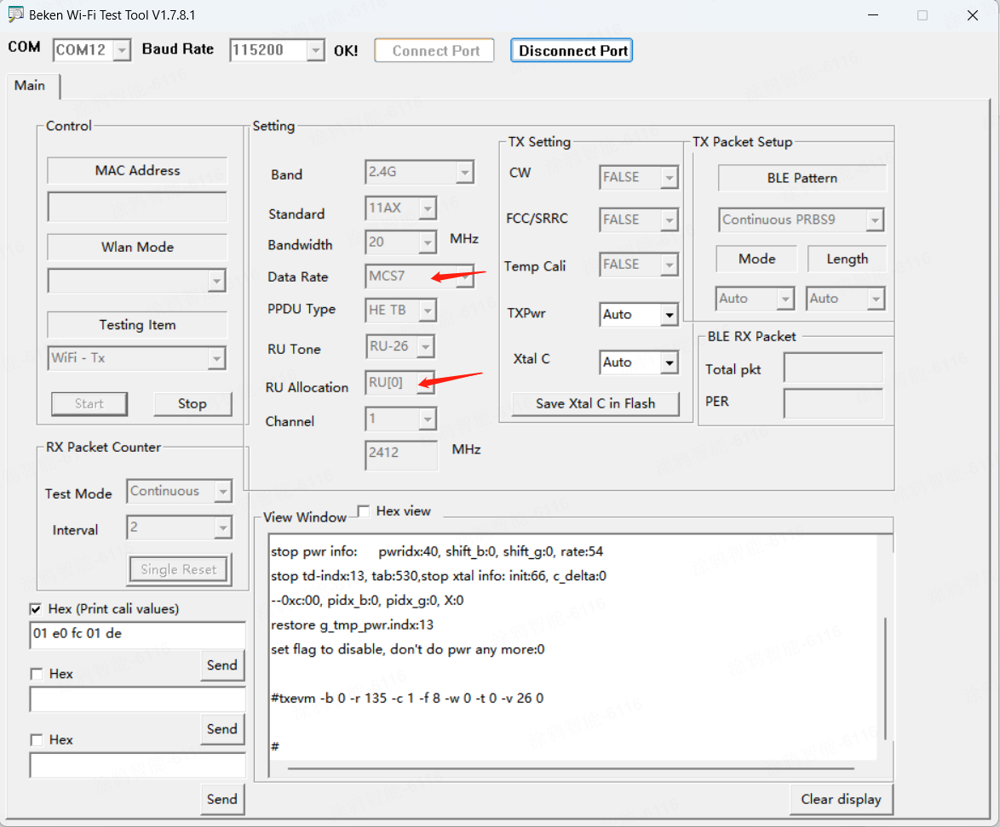 Beken Wi-Fi Test Tool V1.7.8.1
COM COM12 Baud Rate 115200 OK! Connect Port Disconnect Port
Main
Control
MAC Address
Wlan Mode
Testing Item
WiFi - Tx
Start Stop
Setting
Band 2.4G
Standard 11AX
Bandwidth 20 MHz
Data Rate MCS7
PPDU Type HE TB
RU Tone RU-26
RU Allocation RU[0]
Channel 1
2412 MHz
TX Setting
CW FALSE
FCC/SRRC FALSE
Temp Cali FALSE
TXPwr Auto
Xtal C Auto
Save Xtal C in Flash
TX Packet Setup
BLE Pattern
Continuous PRBS9
Mode Length
Auto Auto
BLE RX Packet
Total pkt
PER
RX Packet Counter
Test Mode Continuous
Interval 2
Single Reset
Hex (Print cali values)
01 e0 fc 01 de
Send
Hex
Send
Hex
Send
View Window Hex view
stop pwr info: pwridx:40, shift_b:0, shift_g:0, rate:54
stop td-indx:13, tab:530,stop xtal info: init:66, c_delta:0
--0xc:00, pidx_b:0, pidx_g:0, X:0
restore g_tmp_pwr.indx:13
set flag to disable, don't do pwr any more:0
#txevm -b 0 -r 135 -c 1 -f 8 -w 0 -t 0 -v 26 0
#
Clear display